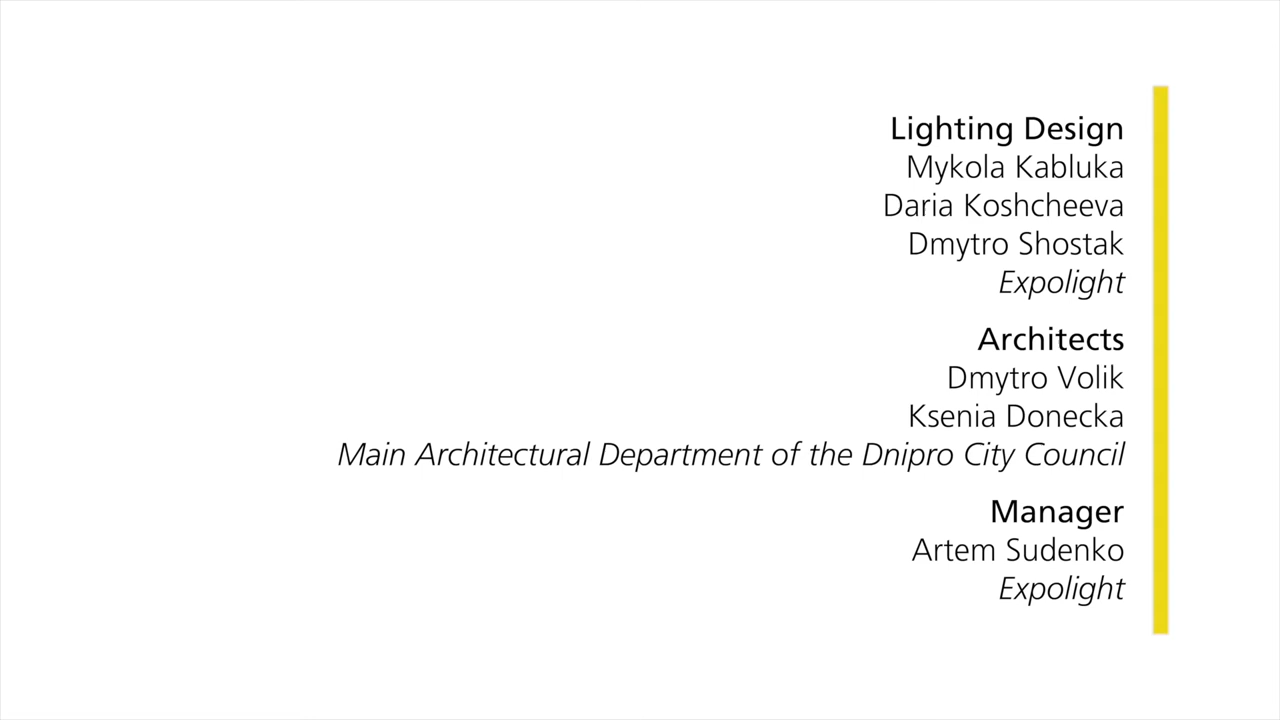 Lighting Design
Mykola Kabluka
Daria Koshcheeva
Dmytro Shostak
Expolight
Architects
Dmytro Volik
Ksenia Donecka
Main Architectural Department of the Dnipro City Council
Manager
Artem Sudenko
Expolight